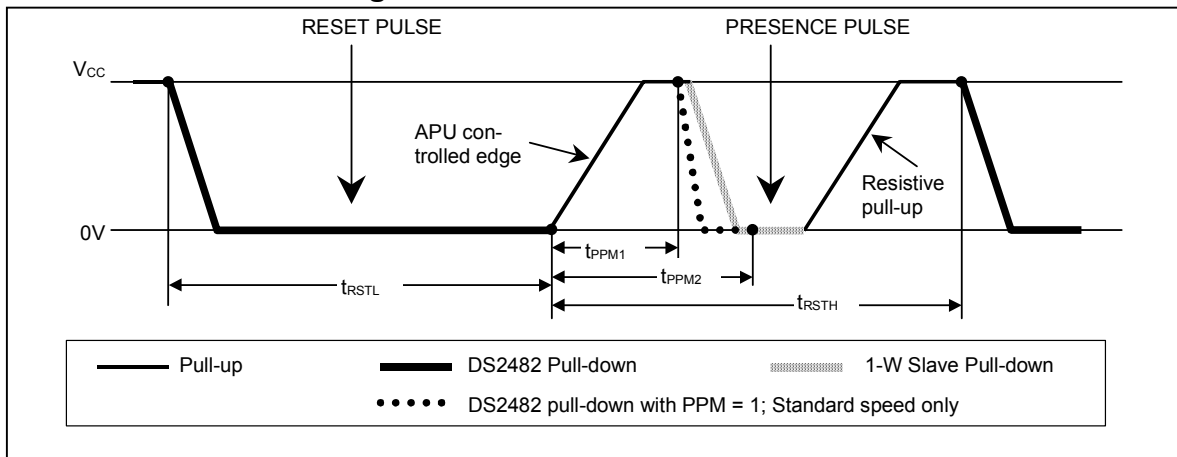 RESET PULSE PRESENCE PULSE
VCC
APU con-
trolled edge
Resistive
pull-up
0V
tPPM1
tPPM2
tRSTL
tRSTH
Pull-up DS2482 Pull-down 1-W Slave Pull-down
DS2482 pull-down with PPM = 1; Standard speed only